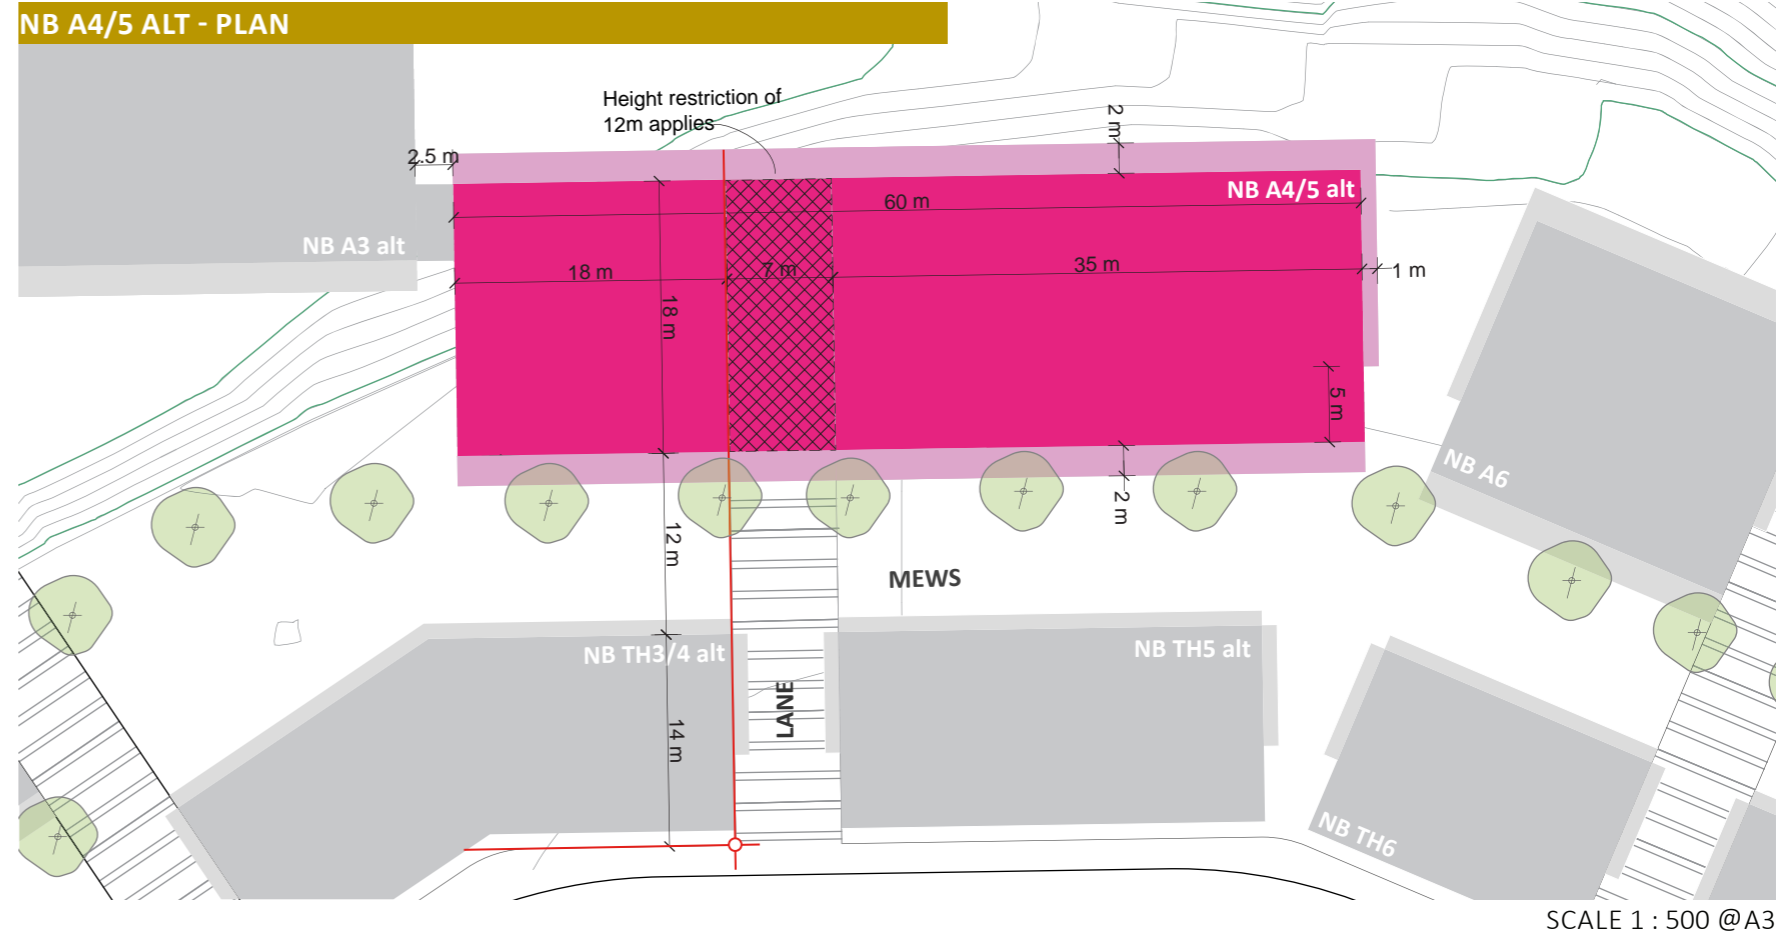 NB A4/5 ALT - PLAN
Height restriction of
12m applies
2 m
2.5 m
NB A4/5 alt
60 m
NB A3 alt
18 m
7 m
35 m
1 m
18 m
5 m
NB A6
2 m
12 m
MEWS
NB TH3/4 alt
NB TH5 alt
LANE
14 m
NB TH6
SCALE 1 : 500 @A3